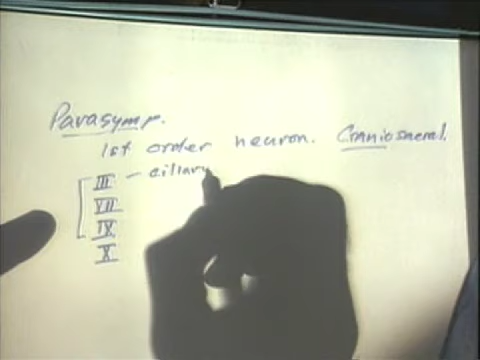 Parasymp.
1st order neuron. Craniosacral.
III - ciliary
VII
IX
X